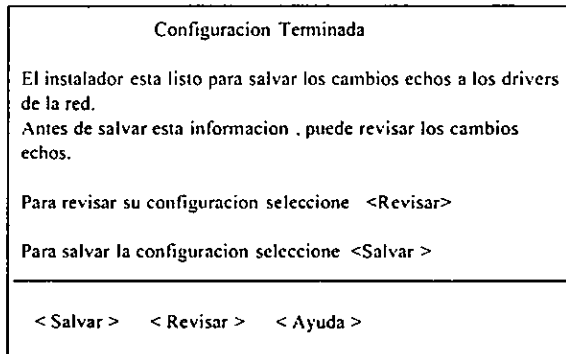 Configuracion Terminada
El instalador esta listo para salvar los cambios echos a los drivers
de la red.
Antes de salvar esta informacion , puede revisar los cambios
echos.
Para revisar su configuracion seleccione <Revisar>
Para salvar la configuracion seleccione <Salvar >
< Salvar > < Revisar > < Ayuda >